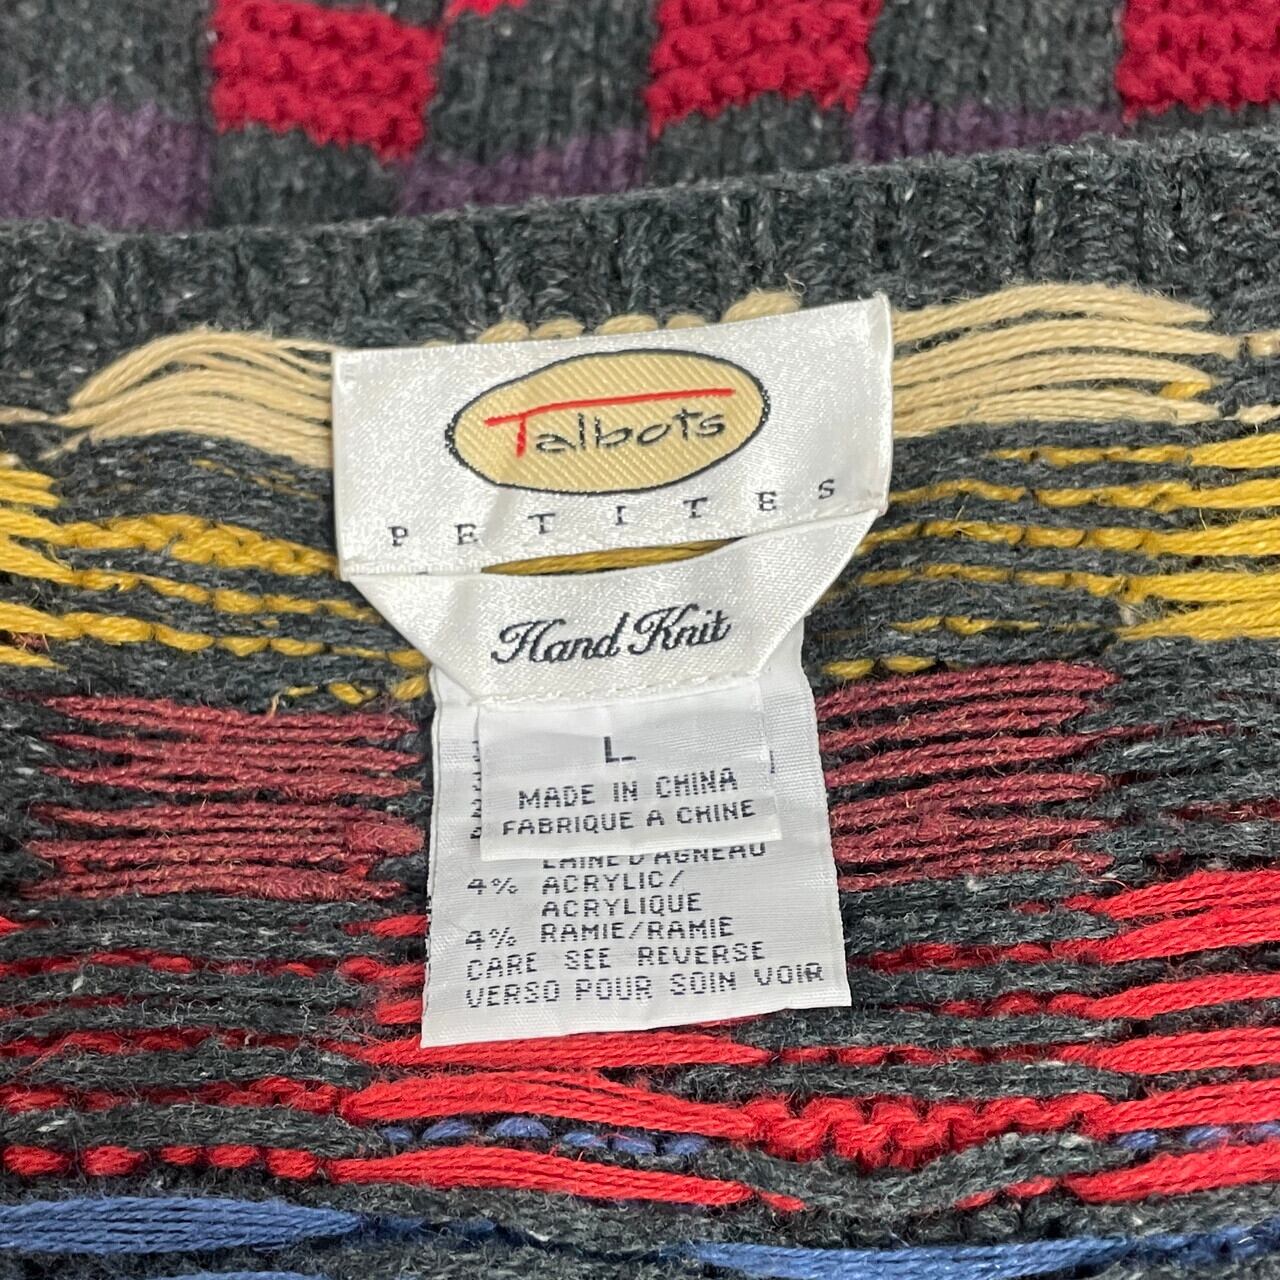 Talbots
PETITES
Hand Knit
L
MADE IN CHINA
FABRIQUE A CHINE
LAINE D'AGNEAU
4% ACRYLIC/
ACRYLIQUE
4% RAMIE/RAMIE
CARE SEE REVERSE
VERSO POUR SOIN VOIR